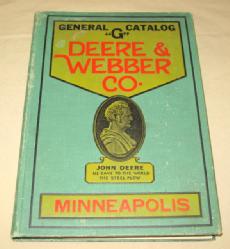 GENERAL CATALOG
"G"
DEERE &
WEBBER
CO.
JOHN DEERE
HE GAVE TO THE WORLD
THE STEEL PLOW
MINNEAPOLIS